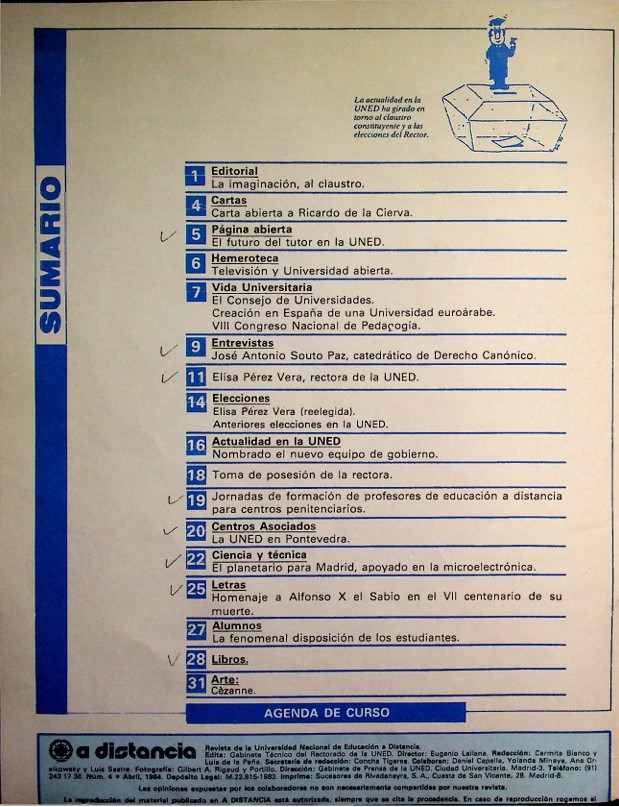 La actualidad en la
UNED ha girado en
torno al claustro
constituyente y a las
elecciones del Rector.
SUMARIO
1 Editorial
La imaginación, al claustro.
4 Cartas
Carta abierta a Ricardo de la Cierva.
5 Página abierta
El futuro del tutor en la UNED.
6 Hemeroteca
Televisión y Universidad abierta.
7 Vida Universitaria
El Consejo de Universidades.
Creación en España de una Universidad euroárabe.
VIII Congreso Nacional de Pedagogía.
9 Entrevistas
José Antonio Souto Paz, catedrático de Derecho Canónico.
11 Elisa Pérez Vera, rectora de la UNED.
14 Elecciones
Elisa Pérez Vera (reelegida).
Anteriores elecciones en la UNED.
16 Actualidad en la UNED
Nombrado el nuevo equipo de gobierno.
18 Toma de posesión de la rectora.
19 Jornadas de formación de profesores de educación a distancia
para centros penitenciarios.
20 Centros Asociados
La UNED en Pontevedra.
22 Ciencia y técnica
El planetario para Madrid, apoyado en la microelectrónica.
25 Letras
Homenaje a Alfonso X el Sabio en el VII centenario de su
muerte.
27 Alumnos
La fenomenal disposición de los estudiantes.
28 Libros.
31 Arte:
Cèzanne.
AGENDA DE CURSO
a distancia Revista de la Universidad Nacional de Educación a Distancia.
Edita: Gabinete Técnico del Rectorado de la UNED. Director: Eugenio Lallana. Redacción: Carmita Blanco y
Luis de la Peña. Secretaria de redacción: Concha Tigeras. Colaboran: Daniel Capella, Yolanda Minaya, Ana Or-
sikowsky y Luis Sastre. Fotografía: Gilbert A. Rigaud y Portillo. Dirección: Gabinete de Prensa de la UNED. Ciudad Universitaria. Madrid-3. Teléfono: (91)
243 17 36. Núm. 4 • Abril, 1984. Depósito Legal: M.22.815-1983. Imprime: Sucesores de Rivadeneyra, S. A., Cuesta de San Vicente, 28. Madrid-8.
Las opiniones expuestas por los colaboradores no son necesariamente compartidas por nuestra revista.
La reproducción del material publicado en A DISTANCIA está autorizada, siempre que se cite la procedencia. En caso de reproducción rogamos el